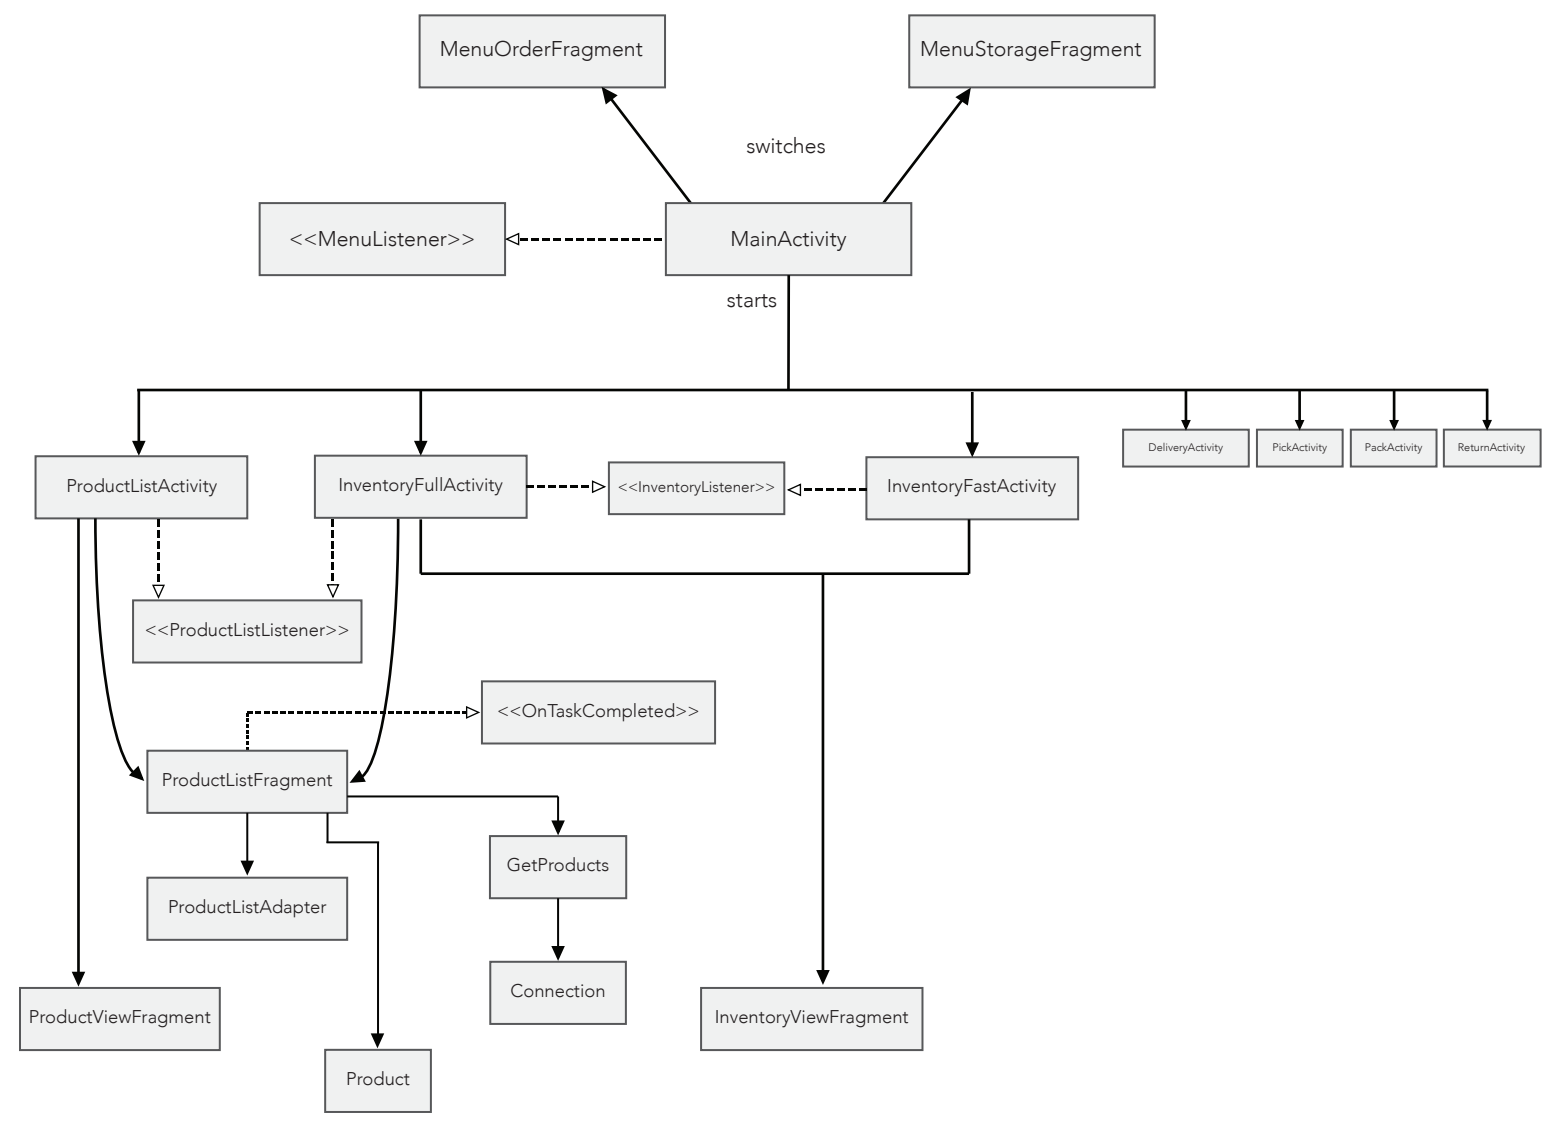 MenuOrderFragment
MenuStorageFragment
switches
<<MenuListener>>
MainActivity
starts
DeliveryActivity
PickActivity
PackActivity
ReturnActivity
ProductListActivity
InventoryFullActivity
<<InventoryListener>>
InventoryFastActivity
<<ProductListListener>>
<<OnTaskCompleted>>
ProductListFragment
GetProducts
ProductListAdapter
Connection
ProductViewFragment
InventoryViewFragment
Product